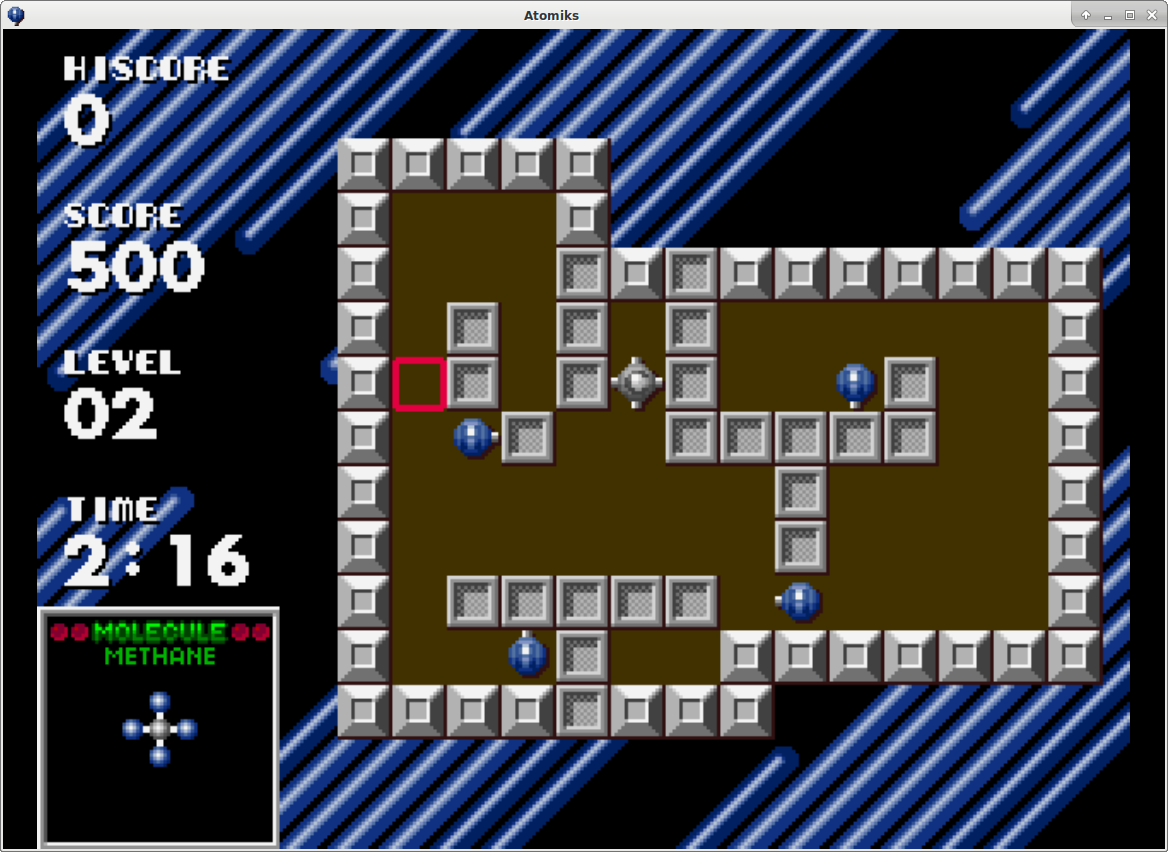 Atomiks
HISCORE
0
SCORE
500
LEVEL
02
TIME
2:16
MOLECULE
METHANE